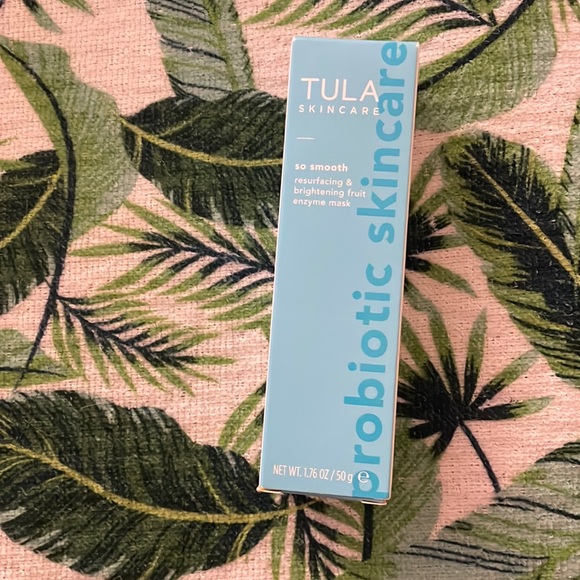 TULA
SKINCARE
so smooth
resurfacing &
brightening fruit
enzyme mask
probiotic skincare
NET WT. 1.76 OZ / 50 g ℮